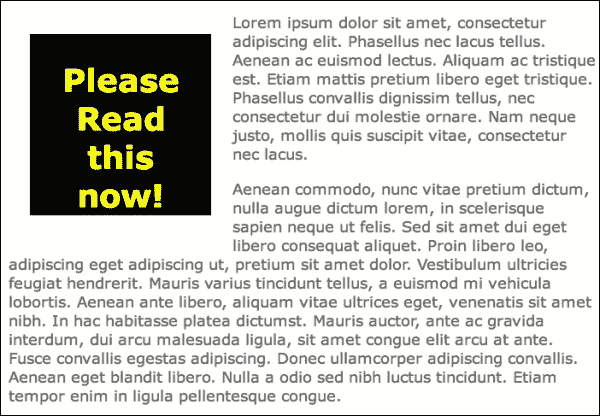 Please
Read
this
now!
Lorem ipsum dolor sit amet, consectetur
adipiscing elit. Phasellus nec lacus tellus.
Aenean ac euismod lectus. Aliquam ac tristique
est. Etiam mattis pretium libero eget tristique.
Phasellus convallis dignissim tellus, nec
consectetur dui molestie ornare. Nam neque
justo, mollis quis suscipit vitae, consectetur
nec lacus.
Aenean commodo, nunc vitae pretium dictum,
nulla augue dictum lorem, in scelerisque
sapien neque ut felis. Sed sit amet dui eget
libero consequat aliquet. Proin libero leo,
adipiscing eget adipiscing ut, pretium sit amet dolor. Vestibulum ultricies
feugiat hendrerit. Mauris varius tincidunt tellus, a euismod mi vehicula
lobortis. Aenean ante libero, aliquam vitae ultrices eget, venenatis sit amet
nibh. In hac habitasse platea dictumst. Mauris auctor, ante ac gravida
interdum, dui arcu malesuada ligula, sit amet congue elit arcu at ante.
Fusce convallis egestas adipiscing. Donec ullamcorper adipiscing convallis.
Aenean eget blandit libero. Nulla a odio sed nibh luctus tincidunt. Etiam
tempor enim in ligula pellentesque congue.